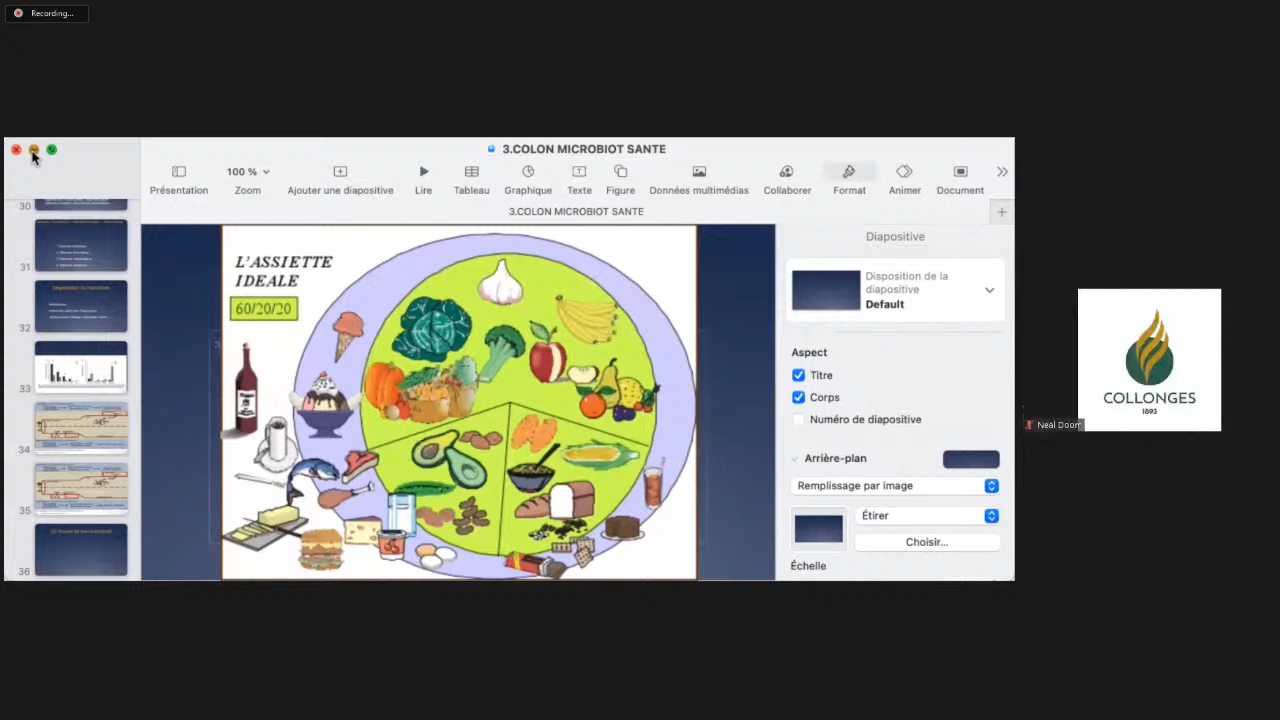 Recording...
3.COLON MICROBIOT SANTE
100 %
Présentation
Zoom
Ajouter une diapositive
Lire
Tableau
Graphique
Texte
Figure
Données multimédias
Collaborer
Format
Animer
Document
3.COLON MICROBIOT SANTE
30
31
32
33
34
35
36
L'ASSIETTE
IDEALE
60/20/20
Diapositive
Disposition de la
diapositive
Default
Aspect
Titre
Corps
Numéro de diapositive
Arrière-plan
Remplissage par image
Étirer
Choisir...
Échelle
COLLONGES
1893
Neal Doom